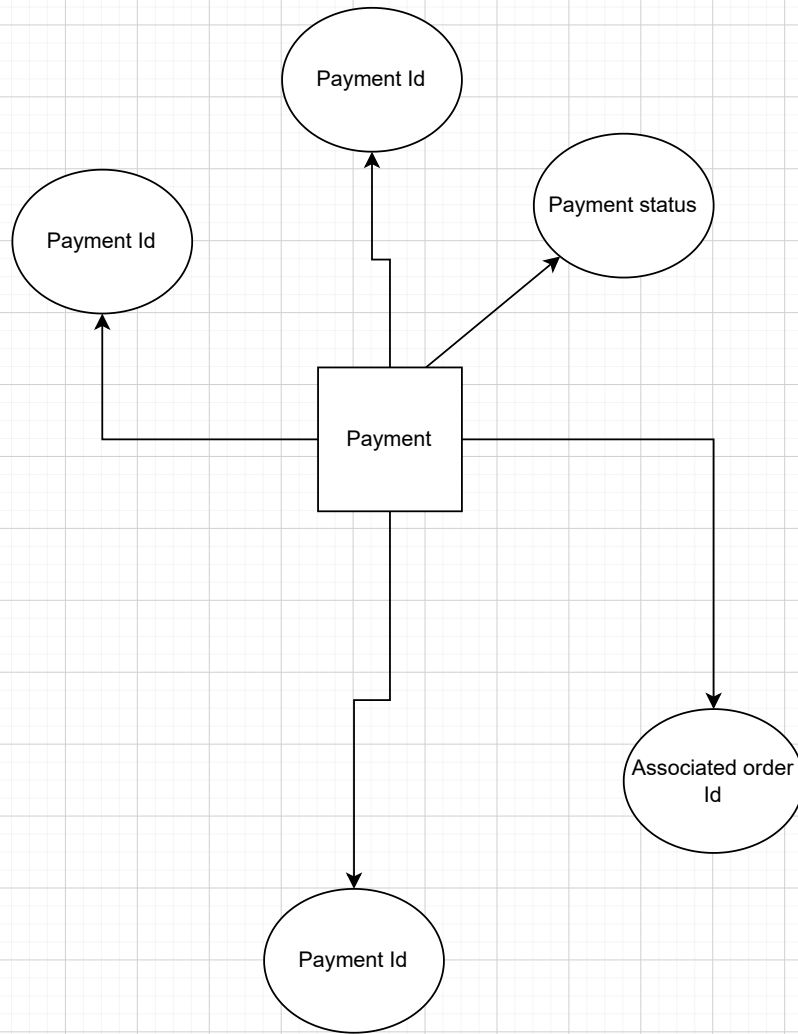 Payment Id
Payment status
Payment Id
Payment
Associated order
Id
Payment Id